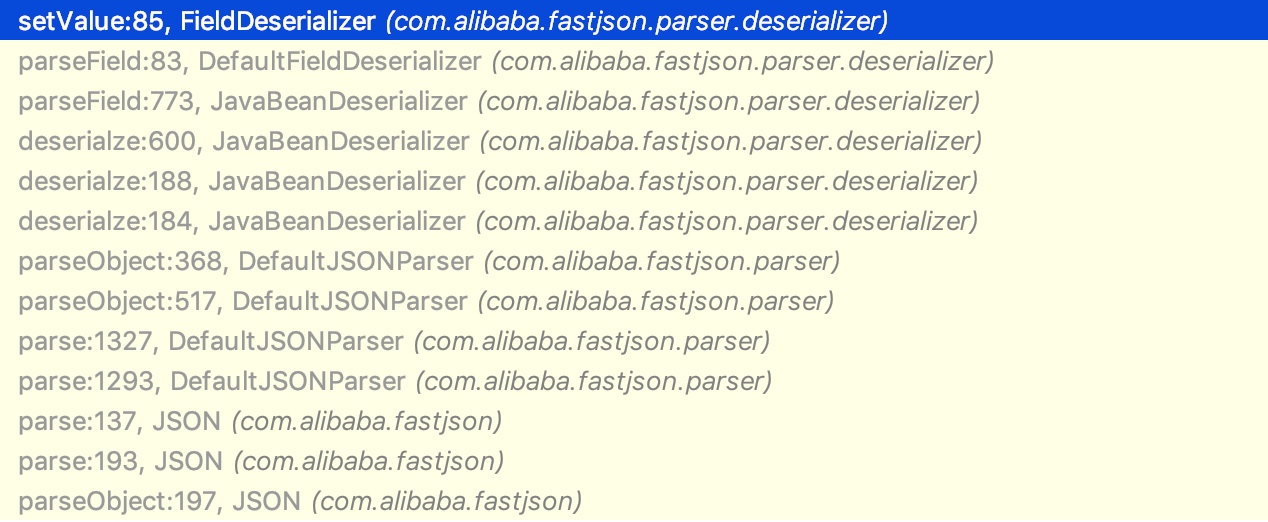 setValue:85, FieldDeserializer (com.alibaba.fastjson.parser.deserializer)
parseField:83, DefaultFieldDeserializer (com.alibaba.fastjson.parser.deserializer)
parseField:773, JavaBeanDeserializer (com.alibaba.fastjson.parser.deserializer)
deserialze:600, JavaBeanDeserializer (com.alibaba.fastjson.parser.deserializer)
deserialze:188, JavaBeanDeserializer (com.alibaba.fastjson.parser.deserializer)
deserialze:184, JavaBeanDeserializer (com.alibaba.fastjson.parser.deserializer)
parseObject:368, DefaultJSONParser (com.alibaba.fastjson.parser)
parseObject:517, DefaultJSONParser (com.alibaba.fastjson.parser)
parse:1327, DefaultJSONParser (com.alibaba.fastjson.parser)
parse:1293, DefaultJSONParser (com.alibaba.fastjson.parser)
parse:137, JSON (com.alibaba.fastjson)
parse:193, JSON (com.alibaba.fastjson)
parseObject:197, JSON (com.alibaba.fastjson)